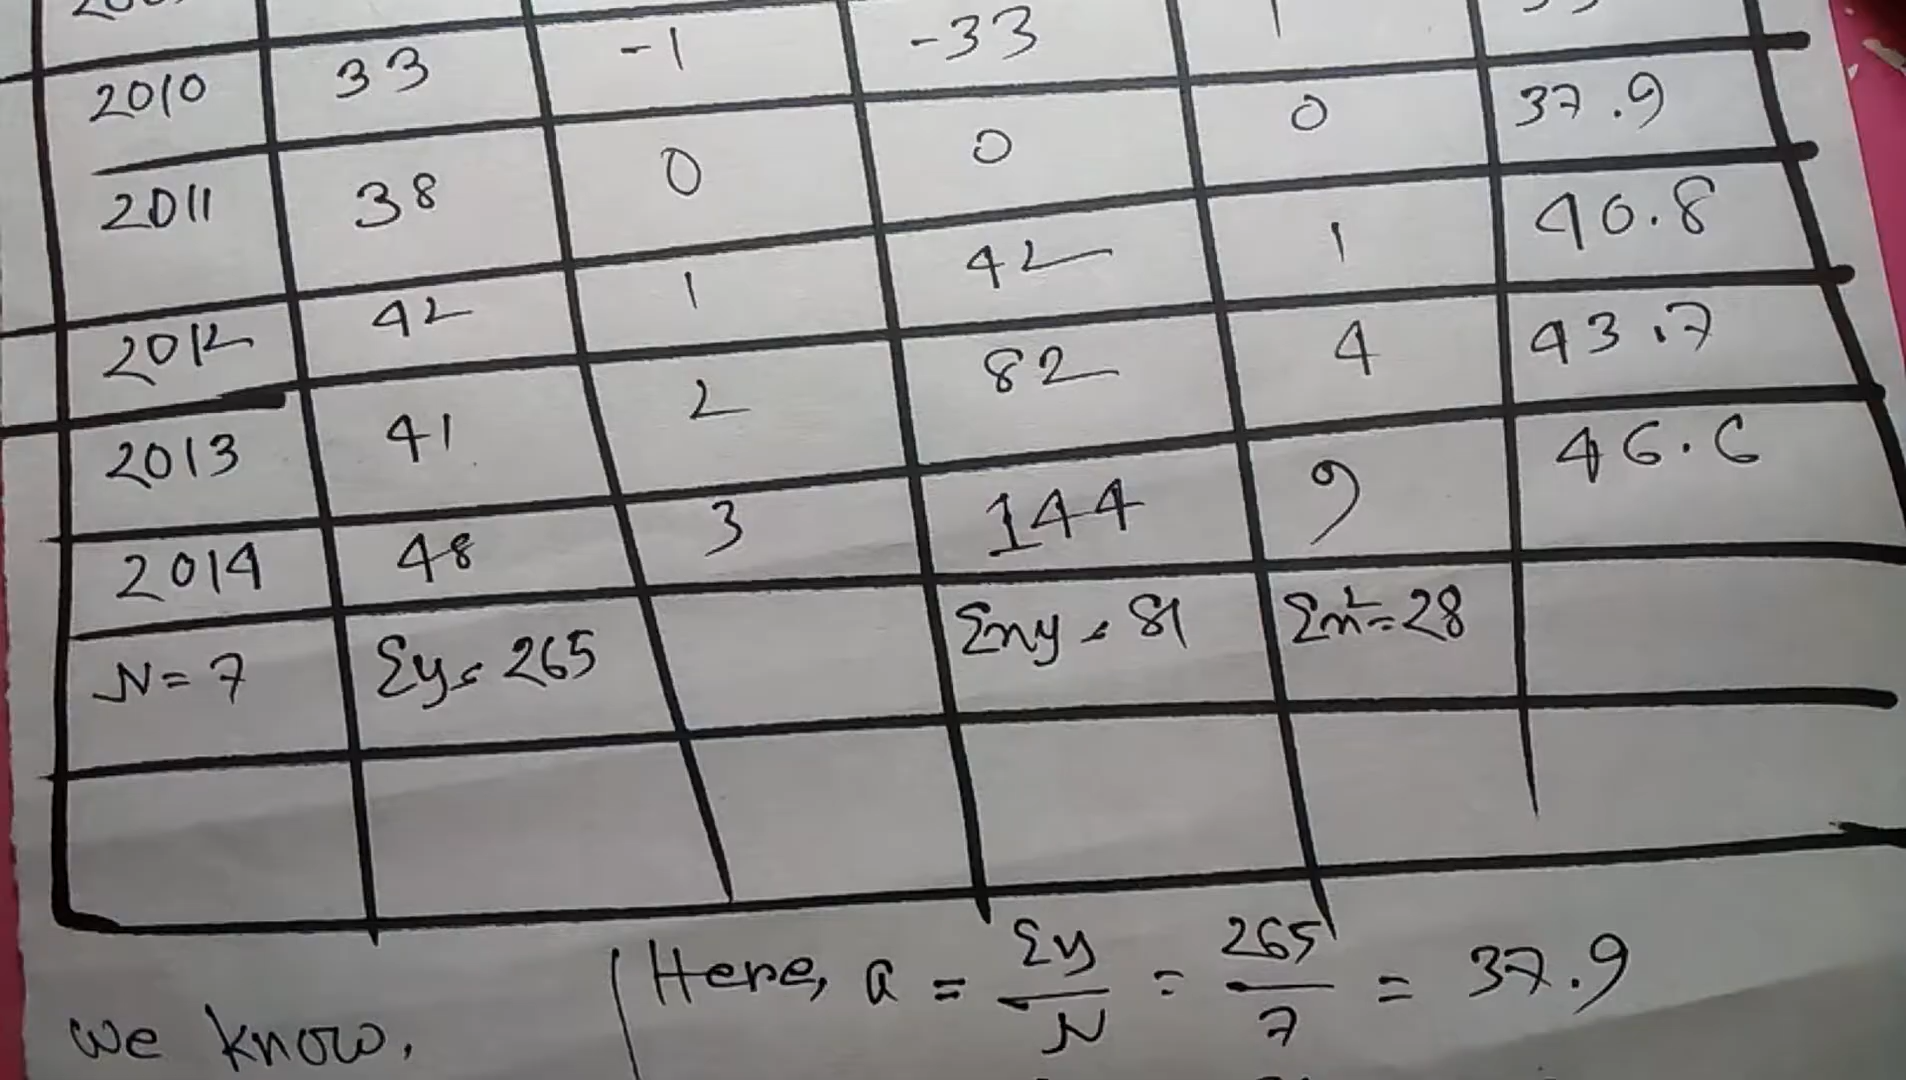 2010 33 -1 -33 1
2011 38 0 0 0 37.9
2012 42 1 42 1 40.8
2013 41 2 82 4 43.7
2014 48 3 144 9 46.6
N=7 Σy= 265 Σxy= 81 Σx²=28
Here, a = Σy/N = 265/7 = 37.9
we know,